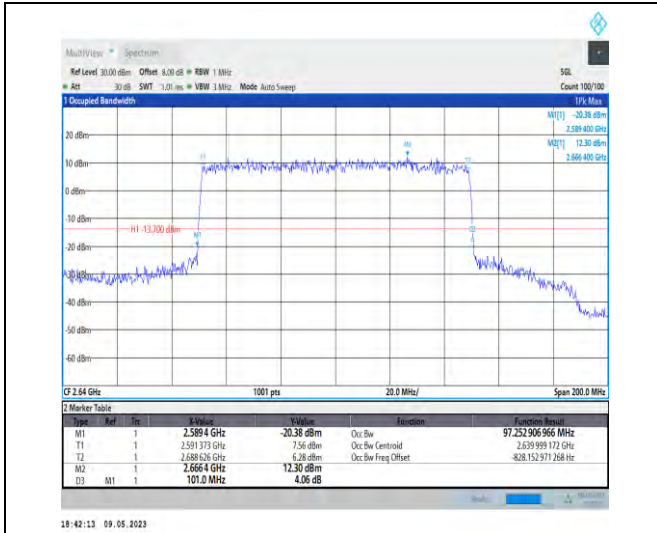 MultiView Spectrum
Ref Level 30.00 dBm Offset 8.00 dB RBW 1 MHz SGL
Att 30 dB SWT 1.01 ms VBW 3 MHz Mode Auto Sweep Count 100/100
1 Occupied Bandwidth 1Pk Max
M1[1] -20.38 dBm
2.589 400 GHz
M2[1] 12.30 dBm
2.666 400 GHz
20 dBm
10 dBm
0 dBm
-10 dBm
H1 -13.700 dBm
-20 dBm
-30 dBm
-40 dBm
-50 dBm
-60 dBm
T1
M2
T2
M1
D3
CF 2.64 GHz 1001 pts 20.0 MHz/ Span 200.0 MHz
2 Marker Table
Type Ref Trc X-Value Y-Value Function Function Result
M1 1 2.589 4 GHz -20.38 dBm Occ Bw 97.252 906 966 MHz
T1 1 2.591 373 GHz 7.56 dBm Occ Bw Centroid 2.639 999 172 GHz
T2 1 2.688 626 GHz 6.28 dBm Occ Bw Freq Offset -828.152 971 268 Hz
M2 1 2.666 4 GHz 12.30 dBm
D3 M1 1 101.0 MHz 4.06 dB
18:42:13 09.05.2023